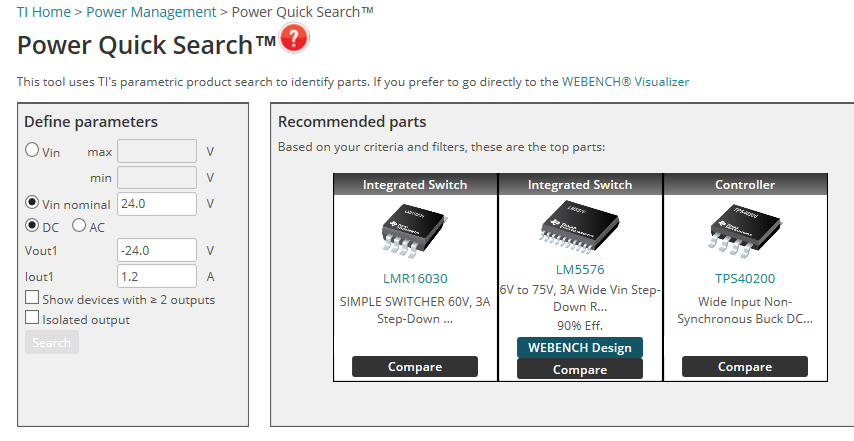 TI Home > Power Management > Power Quick Search™
Power Quick Search™
This tool uses TI's parametric product search to identify parts. If you prefer to go directly to the WEBENCH® Visualizer
Define parameters
Vin max V
min V
Vin nominal 24.0 V
DC AC
Vout1 -24.0 V
Iout1 1.2 A
Show devices with ≥ 2 outputs
Isolated output
Search
Recommended parts
Based on your criteria and filters, these are the top parts:
Integrated Switch
LMR16030
SIMPLE SWITCHER 60V, 3A
Step-Down ...
Compare
Integrated Switch
LM5576
6V to 75V, 3A Wide Vin Step-
Down R...
90% Eff.
WEBENCH Design
Compare
Controller
TPS40200
TPS40200
Wide Input Non-
Synchronous Buck DC...
Compare